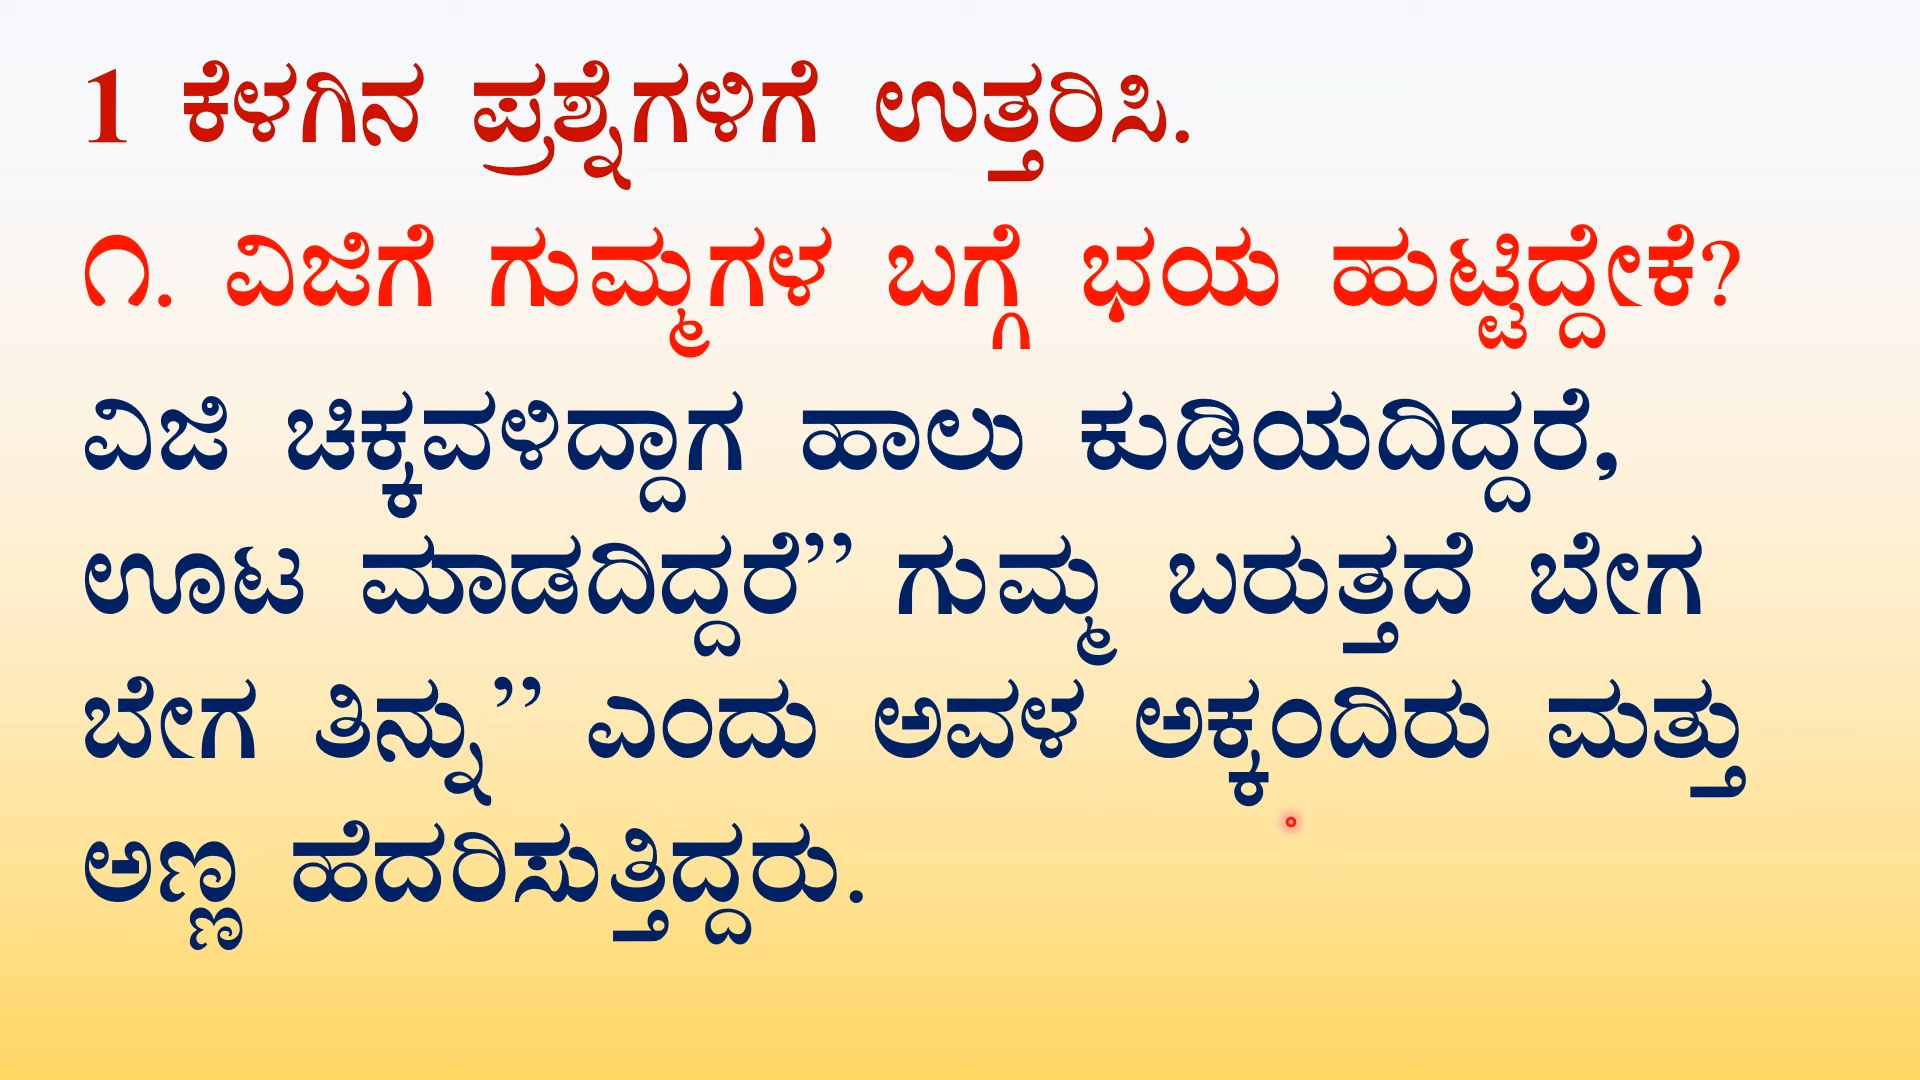 1 ಕೆಳಗಿನ ಪ್ರಶ್ನೆಗಳಿಗೆ ಉತ್ತರಿಸಿ.
೧. ವಿಜಿಗೆ ಗುಮ್ಮಗಳ ಬಗ್ಗೆ ಭಯ ಹುಟ್ಟಿದ್ದೇಕೆ?
ವಿಜಿ ಚಿಕ್ಕವಳಿದ್ದಾಗ ಹಾಲು ಕುಡಿಯದಿದ್ದರೆ,
ಊಟ ಮಾಡದಿದ್ದರೆ” ಗುಮ್ಮ ಬರುತ್ತದೆ ಬೇಗ
ಬೇಗ ತಿನ್ನು” ಎಂದು ಅವಳ ಅಕ್ಕಂದಿರು ಮತ್ತು
ಅಣ್ಣ ಹೆದರಿಸುತ್ತಿದ್ದರು.